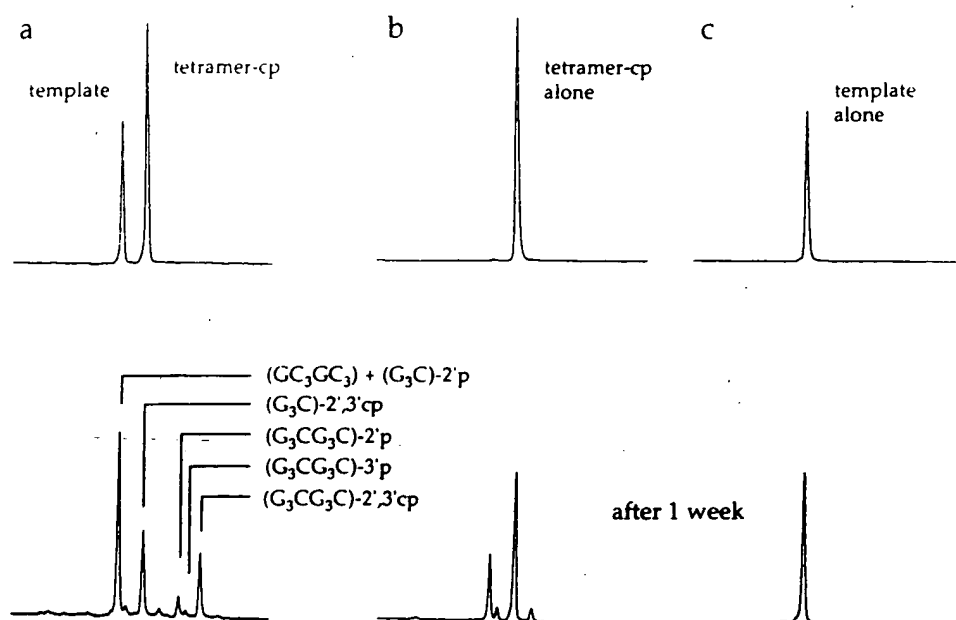 a
b
c
template
tetramer-cp
tetramer-cp
alone
template
alone
(GC₃GC₃) + (G₃C)-2'p
(G₃C)-2',3'cp
(G₃CG₃C)-2'p
(G₃CG₃C)-3'p
(G₃CG₃C)-2',3'cp
after 1 week